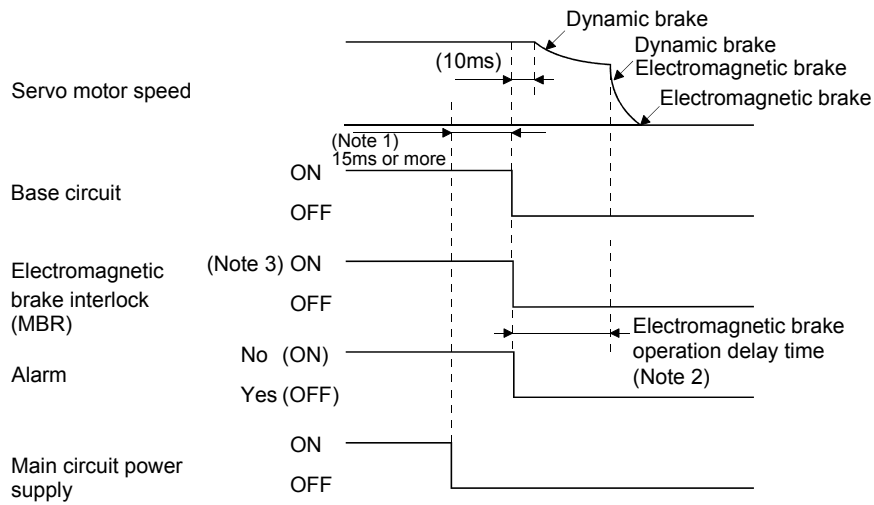 Dynamic brake
Dynamic brake
Electromagnetic brake
Electromagnetic brake
(10ms)
Servo motor speed
(Note 1)
15ms or more
ON
Base circuit
OFF
Electromagnetic
brake interlock
(MBR)
(Note 3) ON
OFF
Electromagnetic brake
operation delay time
(Note 2)
Alarm
No (ON)
Yes (OFF)
ON
Main circuit power
supply
OFF